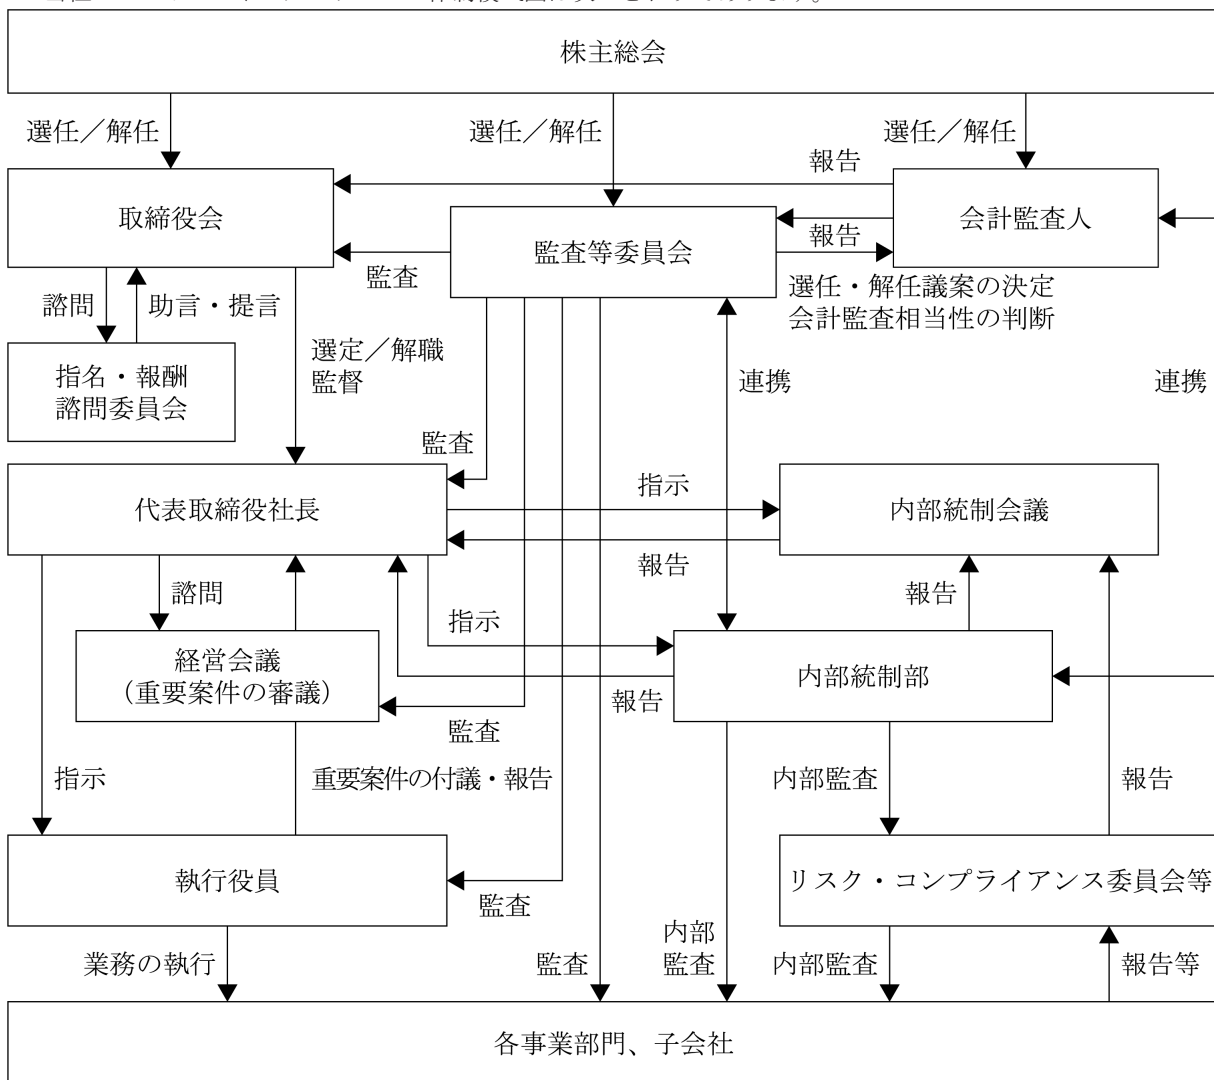 株主総会
選任／解任
選任／解任
選任／解任
報告
取締役会
会計監査人
監査等委員会
報告
監査
選任・解任議案の決定
会計監査相当性の判断
諮問
助言・提言
選定／解職
監督
指名・報酬
諮問委員会
連携
連携
監査
代表取締役社長
指示
内部統制会議
報告
諮問
報告
指示
経営会議
（重要案件の審議）
内部統制部
報告
監査
指示
重要案件の付議・報告
内部監査
報告
執行役員
リスク・コンプライアンス委員会等
監査
内部
監査
業務の執行
監査
内部監査
報告等
各事業部門、子会社